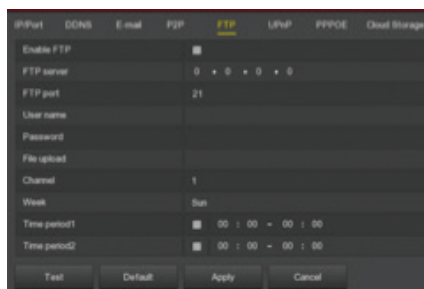 IP/Port DDNS E-mail P2P FTP UPnP PPPOE Cloud Storage
Enable FTP
FTP server 0 . 0 . 0 . 0
FTP port 21
User name
Password
File upload
Channel 1
Week Sun
Time period1 00 : 00 - 00 : 00
Time period2 00 : 00 - 00 : 00
Test Default Apply Cancel